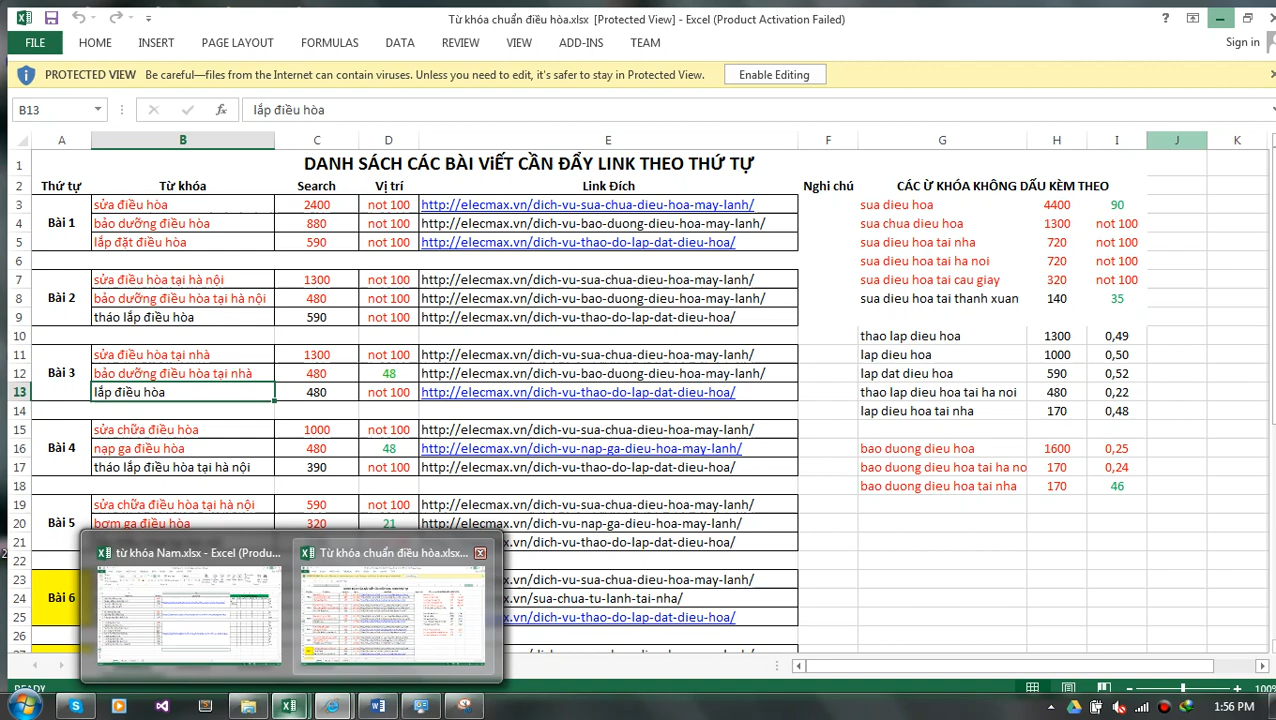 Từ khóa chuẩn điều hòa.xlsx [Protected View] - Excel (Product Activation Failed)
FILE HOME INSERT PAGE LAYOUT FORMULAS DATA REVIEW VIEW ADD-INS TEAM Sign in
PROTECTED VIEW Be careful—files from the Internet can contain viruses. Unless you need to edit, it's safer to stay in Protected View. Enable Editing
B13 lắp điều hòa
A B C D E F G H I J K
1 DANH SÁCH CÁC BÀI VIẾT CẦN ĐẨY LINK THEO THỨ TỰ
2 Thứ tự Từ khóa Search Vị trí Link Đích Nghi chú CÁC Ừ KHÓA KHÔNG DẤU KÈM THEO
3 sửa điều hòa 2400 not 100 http://elecmax.vn/dich-vu-sua-chua-dieu-hoa-may-lanh/ sua dieu hoa 4400 90
4 Bài 1 bảo dưỡng điều hòa 880 not 100 http://elecmax.vn/dich-vu-bao-duong-dieu-hoa-may-lanh/ sua chua dieu hoa 1300 not 100
5 lắp đặt điều hòa 590 not 100 http://elecmax.vn/dich-vu-thao-do-lap-dat-dieu-hoa/ sua dieu hoa tai nha 720 not 100
6 sua dieu hoa tai ha noi 720 not 100
7 sửa điều hòa tại hà nội 1300 not 100 http://elecmax.vn/dich-vu-sua-chua-dieu-hoa-may-lanh/ sua dieu hoa tai cau giay 320 not 100
8 Bài 2 bảo dưỡng điều hòa tại hà nội 480 not 100 http://elecmax.vn/dich-vu-bao-duong-dieu-hoa-may-lanh/ sua dieu hoa tai thanh xuan 140 35
9 tháo lắp điều hòa 590 not 100 http://elecmax.vn/dich-vu-thao-do-lap-dat-dieu-hoa/
10 thao lap dieu hoa 1300 0,49
11 sửa điều hòa tại nhà 1300 not 100 http://elecmax.vn/dich-vu-sua-chua-dieu-hoa-may-lanh/ lap dieu hoa 1000 0,50
12 Bài 3 bảo dưỡng điều hòa tại nhà 480 48 http://elecmax.vn/dich-vu-bao-duong-dieu-hoa-may-lanh/ lap dat dieu hoa 590 0,52
13 lắp điều hòa 480 not 100 http://elecmax.vn/dich-vu-thao-do-lap-dat-dieu-hoa/ thao lap dieu hoa tai ha noi 480 0,22
14 lap dieu hoa tai nha 170 0,48
15 sửa chữa điều hòa 1000 not 100 http://elecmax.vn/dich-vu-sua-chua-dieu-hoa-may-lanh/
16 Bài 4 nạp ga điều hòa 480 48 http://elecmax.vn/dich-vu-nap-ga-dieu-hoa-may-lanh/ bao duong dieu hoa 1600 0,25
17 tháo lắp điều hòa tại hà nội 390 not 100 http://elecmax.vn/dich-vu-thao-do-lap-dat-dieu-hoa/ bao duong dieu hoa tai ha no 170 0,24
18 bao duong dieu hoa tai nha 170 46
19 sửa chữa điều hòa tại hà nội 590 not 100 http://elecmax.vn/dich-vu-sua-chua-dieu-hoa-may-lanh/
20 Bài 5 bơm ga điều hòa 320 21 http://elecmax.vn/dich-vu-nap-ga-dieu-hoa-may-lanh/
21 .vn/dich-vu-thao-do-lap-dat-dieu-hoa/
22
23 .vn/dich-vu-sua-chua-dieu-hoa-may-lanh/
24 Bài 6 .vn/sua-chua-tu-lanh-tai-nha/
25 .vn/dich-vu-thao-do-lap-dat-dieu-hoa/
26
từ khóa Nam.xlsx - Excel (Produ... Từ khóa chuẩn điều hòa.xlsx...
READY 100%
1:56 PM